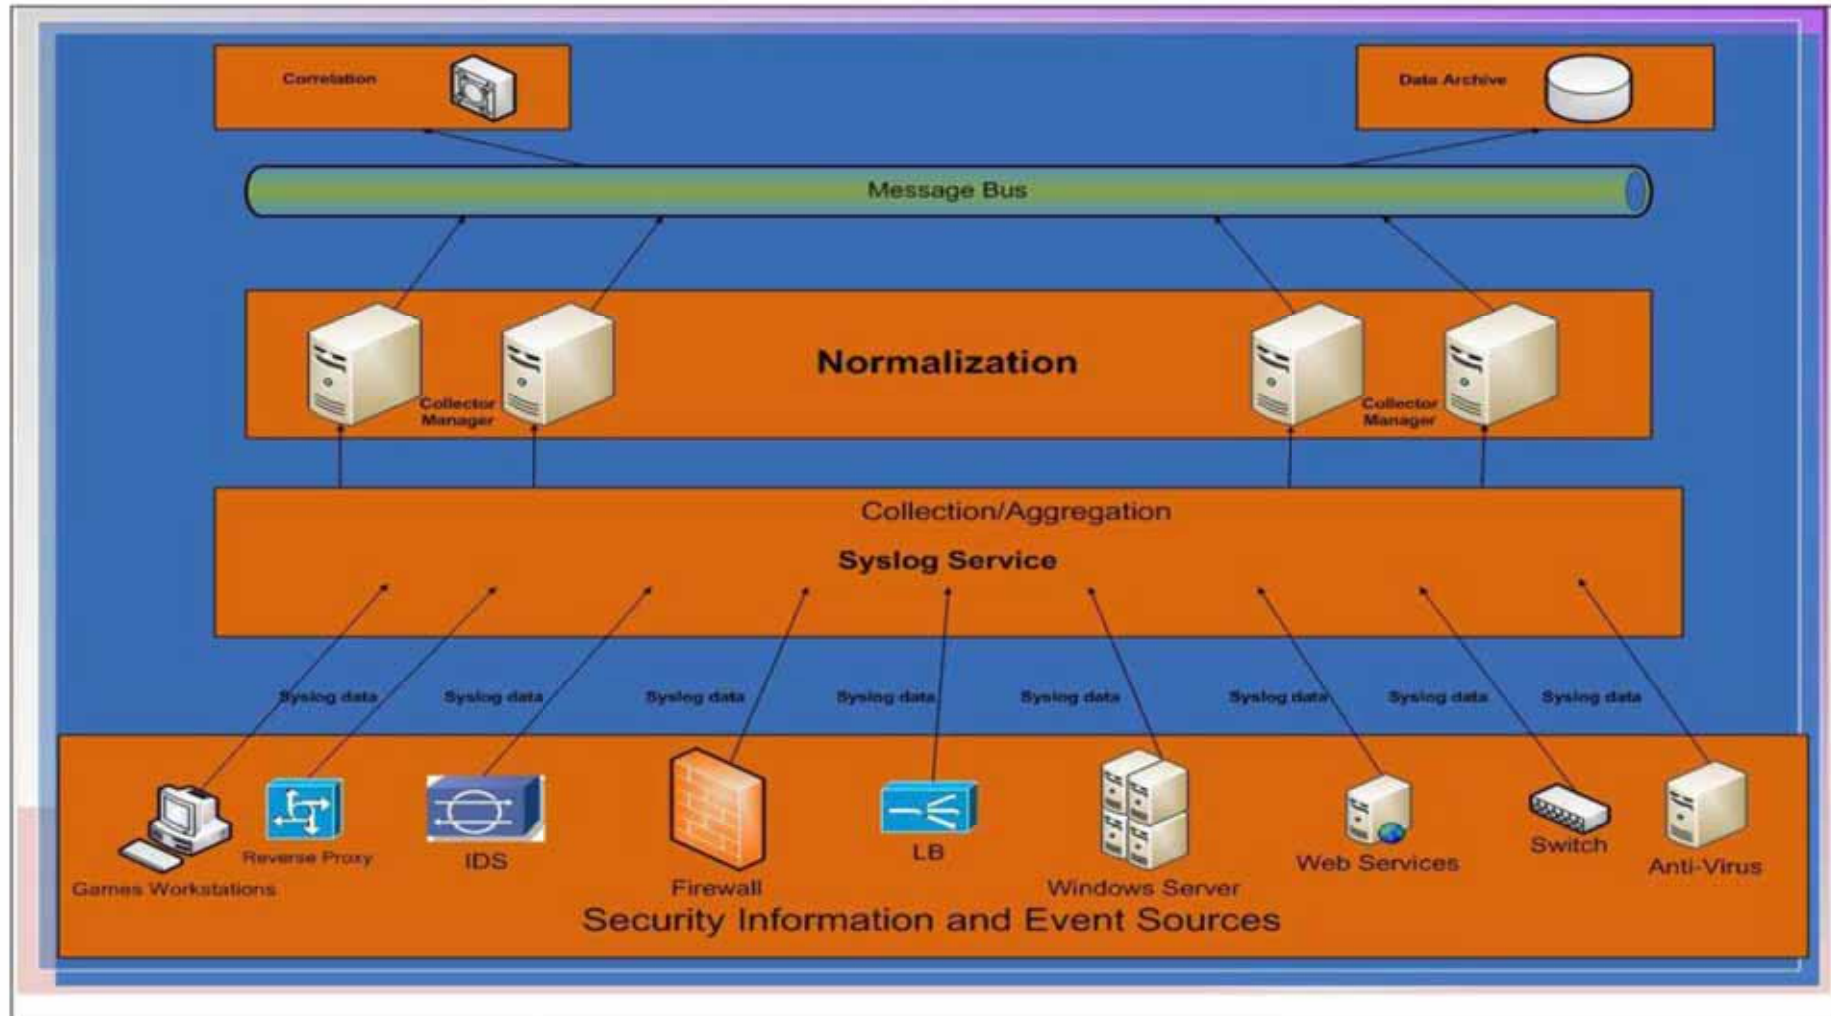 Correlation
Data Archive
Message Bus
Normalization
Collector
Manager
Collector
Manager
Collection/Aggregation
Syslog Service
Syslog data
Syslog data
Syslog data
Syslog data
Syslog data
Syslog data
Syslog data
Syslog data
Games Workstations
Reverse Proxy
IDS
Firewall
LB
Windows Server
Web Services
Switch
Anti-Virus
Security Information and Event Sources